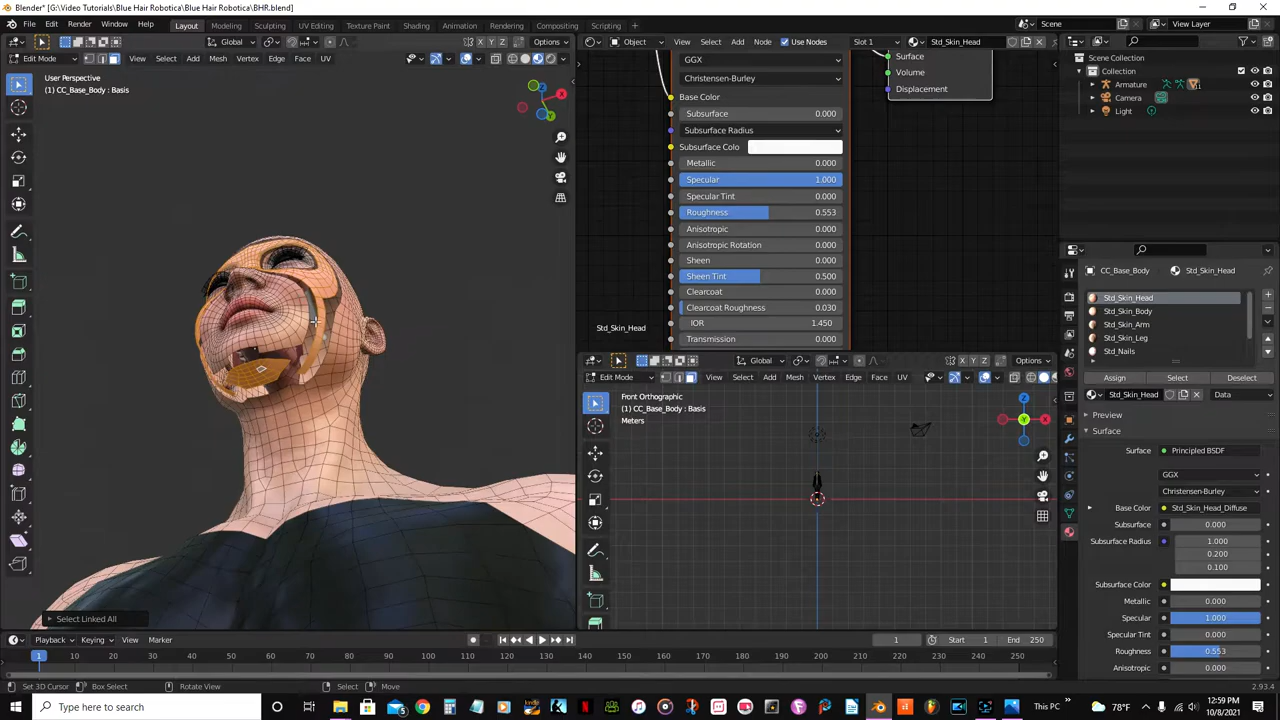 Blender* [G:\Video Tutorials\Blue Hair Robotica\Blue Hair Robotica\BHR.blend]
File Edit Render Window Help Layout Modeling Sculpting UV Editing Texture Paint Shading Animation Rendering Compositing Scripting Scene View Layer
Global Options
Object View Select Add Node Use Nodes Slot 1 Std_Skin_Head
Edit Mode View Select Add Mesh Vertex Edge Face UV
User Perspective
(1) CC_Base_Body : Basis
X Y Z
GGX
Christensen-Burley
Base Color
Subsurface 0.000
Subsurface Radius
Subsurface Colo
Metallic 0.000
Specular 1.000
Specular Tint 0.000
Roughness 0.553
Anisotropic 0.000
Anisotropic Rotation 0.000
Sheen 0.000
Sheen Tint 0.500
Clearcoat 0.000
Clearcoat Roughness 0.030
IOR 1.450
Transmission 0.000
Std_Skin_Head
Surface
Volume
Displacement
Scene Collection
Collection
Armature 11
Camera
Light
CC_Base_Body Std_Skin_Head
Std_Skin_Head
Std_Skin_Body
Std_Skin_Arm
Std_Skin_Leg
Std_Nails
Assign Select Deselect
Std_Skin_Head Data
Preview
Surface
Surface Principled BSDF
GGX
Christensen-Burley
Base Color Std_Skin_Head_Diffuse
Subsurface 0.000
Subsurface Radius 1.000
0.200
0.100
Subsurface Color
Metallic 0.000
Specular 1.000
Specular Tint 0.000
Roughness 0.553
Anisotropic 0.000
Global X Y Z Options
Edit Mode View Select Add Mesh Vertex Edge Face UV
Front Orthographic
(1) CC_Base_Body : Basis
Meters
Z
Y
X
Select Linked All
Playback Keying View Marker 1 Start 1 End 250
1 10 20 30 40 50 60 70 80 90 100 110 120 130 140 150 160 170 180 190 200 210 220 230 240 250
Set 3D Cursor Box Select Rotate View Select Move 2.93.4
Type here to search 5 This PC 78°F 12:59 PM
10/8/2021